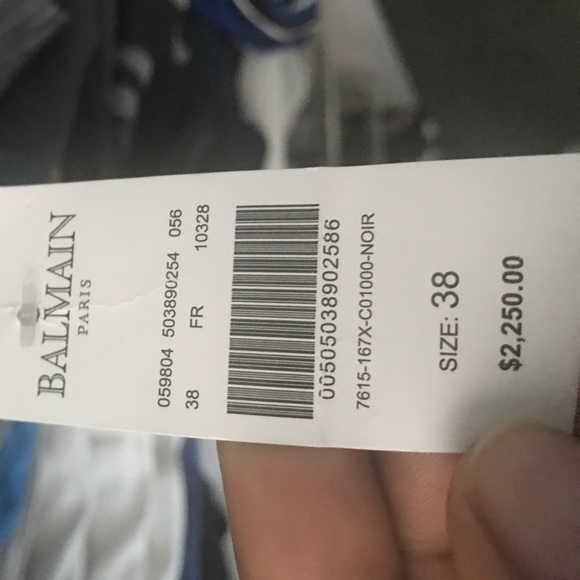 BALMAIN
PARIS
059804 503890254 056
38 FR 10328
00505038902586
7615-167X-C01000-NOIR
SIZE: 38
$2,250.00